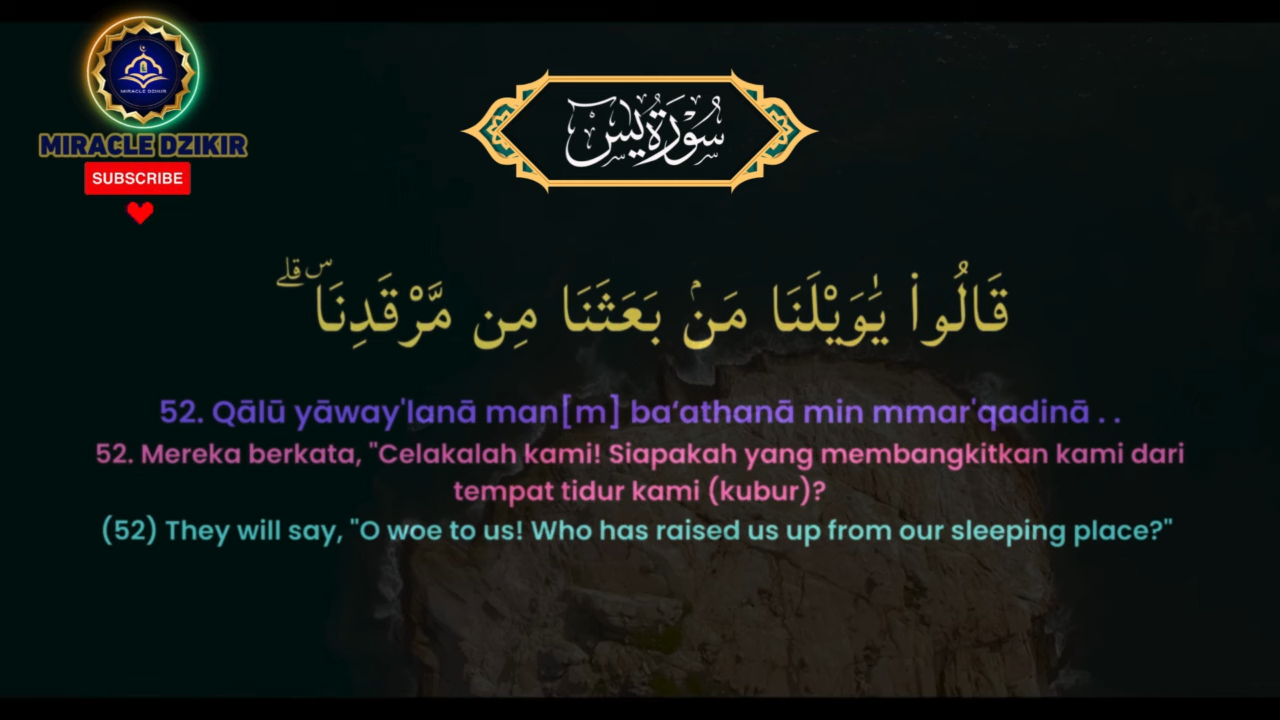 MIRACLE DZIKIR
MIRACLE DZIKIR
SUBSCRIBE
سُوْرَةُ يٰسٓ
قَالُوا۟ يَٰوَيْلَنَا مَنۢ بَعَثَنَا مِن مَّرْقَدِنَا ۜ ۗ
52. Qālū yāway'lanā man[m] ba‘athanā min mmar'qadinā . .
52. Mereka berkata, "Celakalah kami! Siapakah yang membangkitkan kami dari
tempat tidur kami (kubur)?
(52) They will say, "O woe to us! Who has raised us up from our sleeping place?"